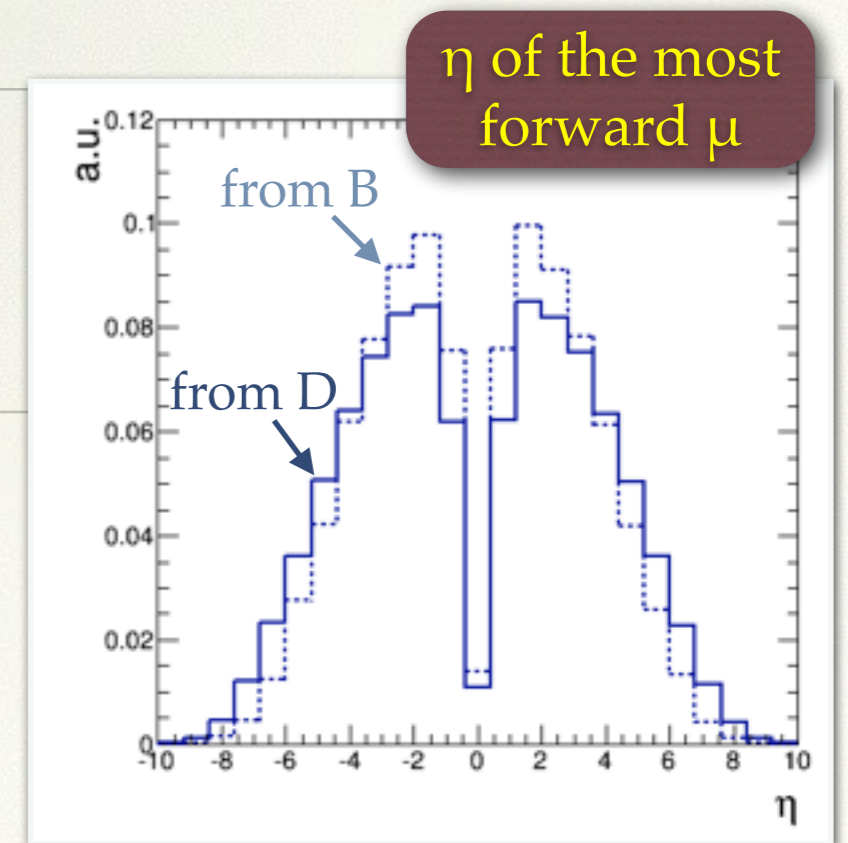 η of the most
forward μ
a.u.
0.12
0.1
0.08
0.06
0.04
0.02
0
from B
from D
-10 -8 -6 -4 -2 0 2 4 6 8 10
η